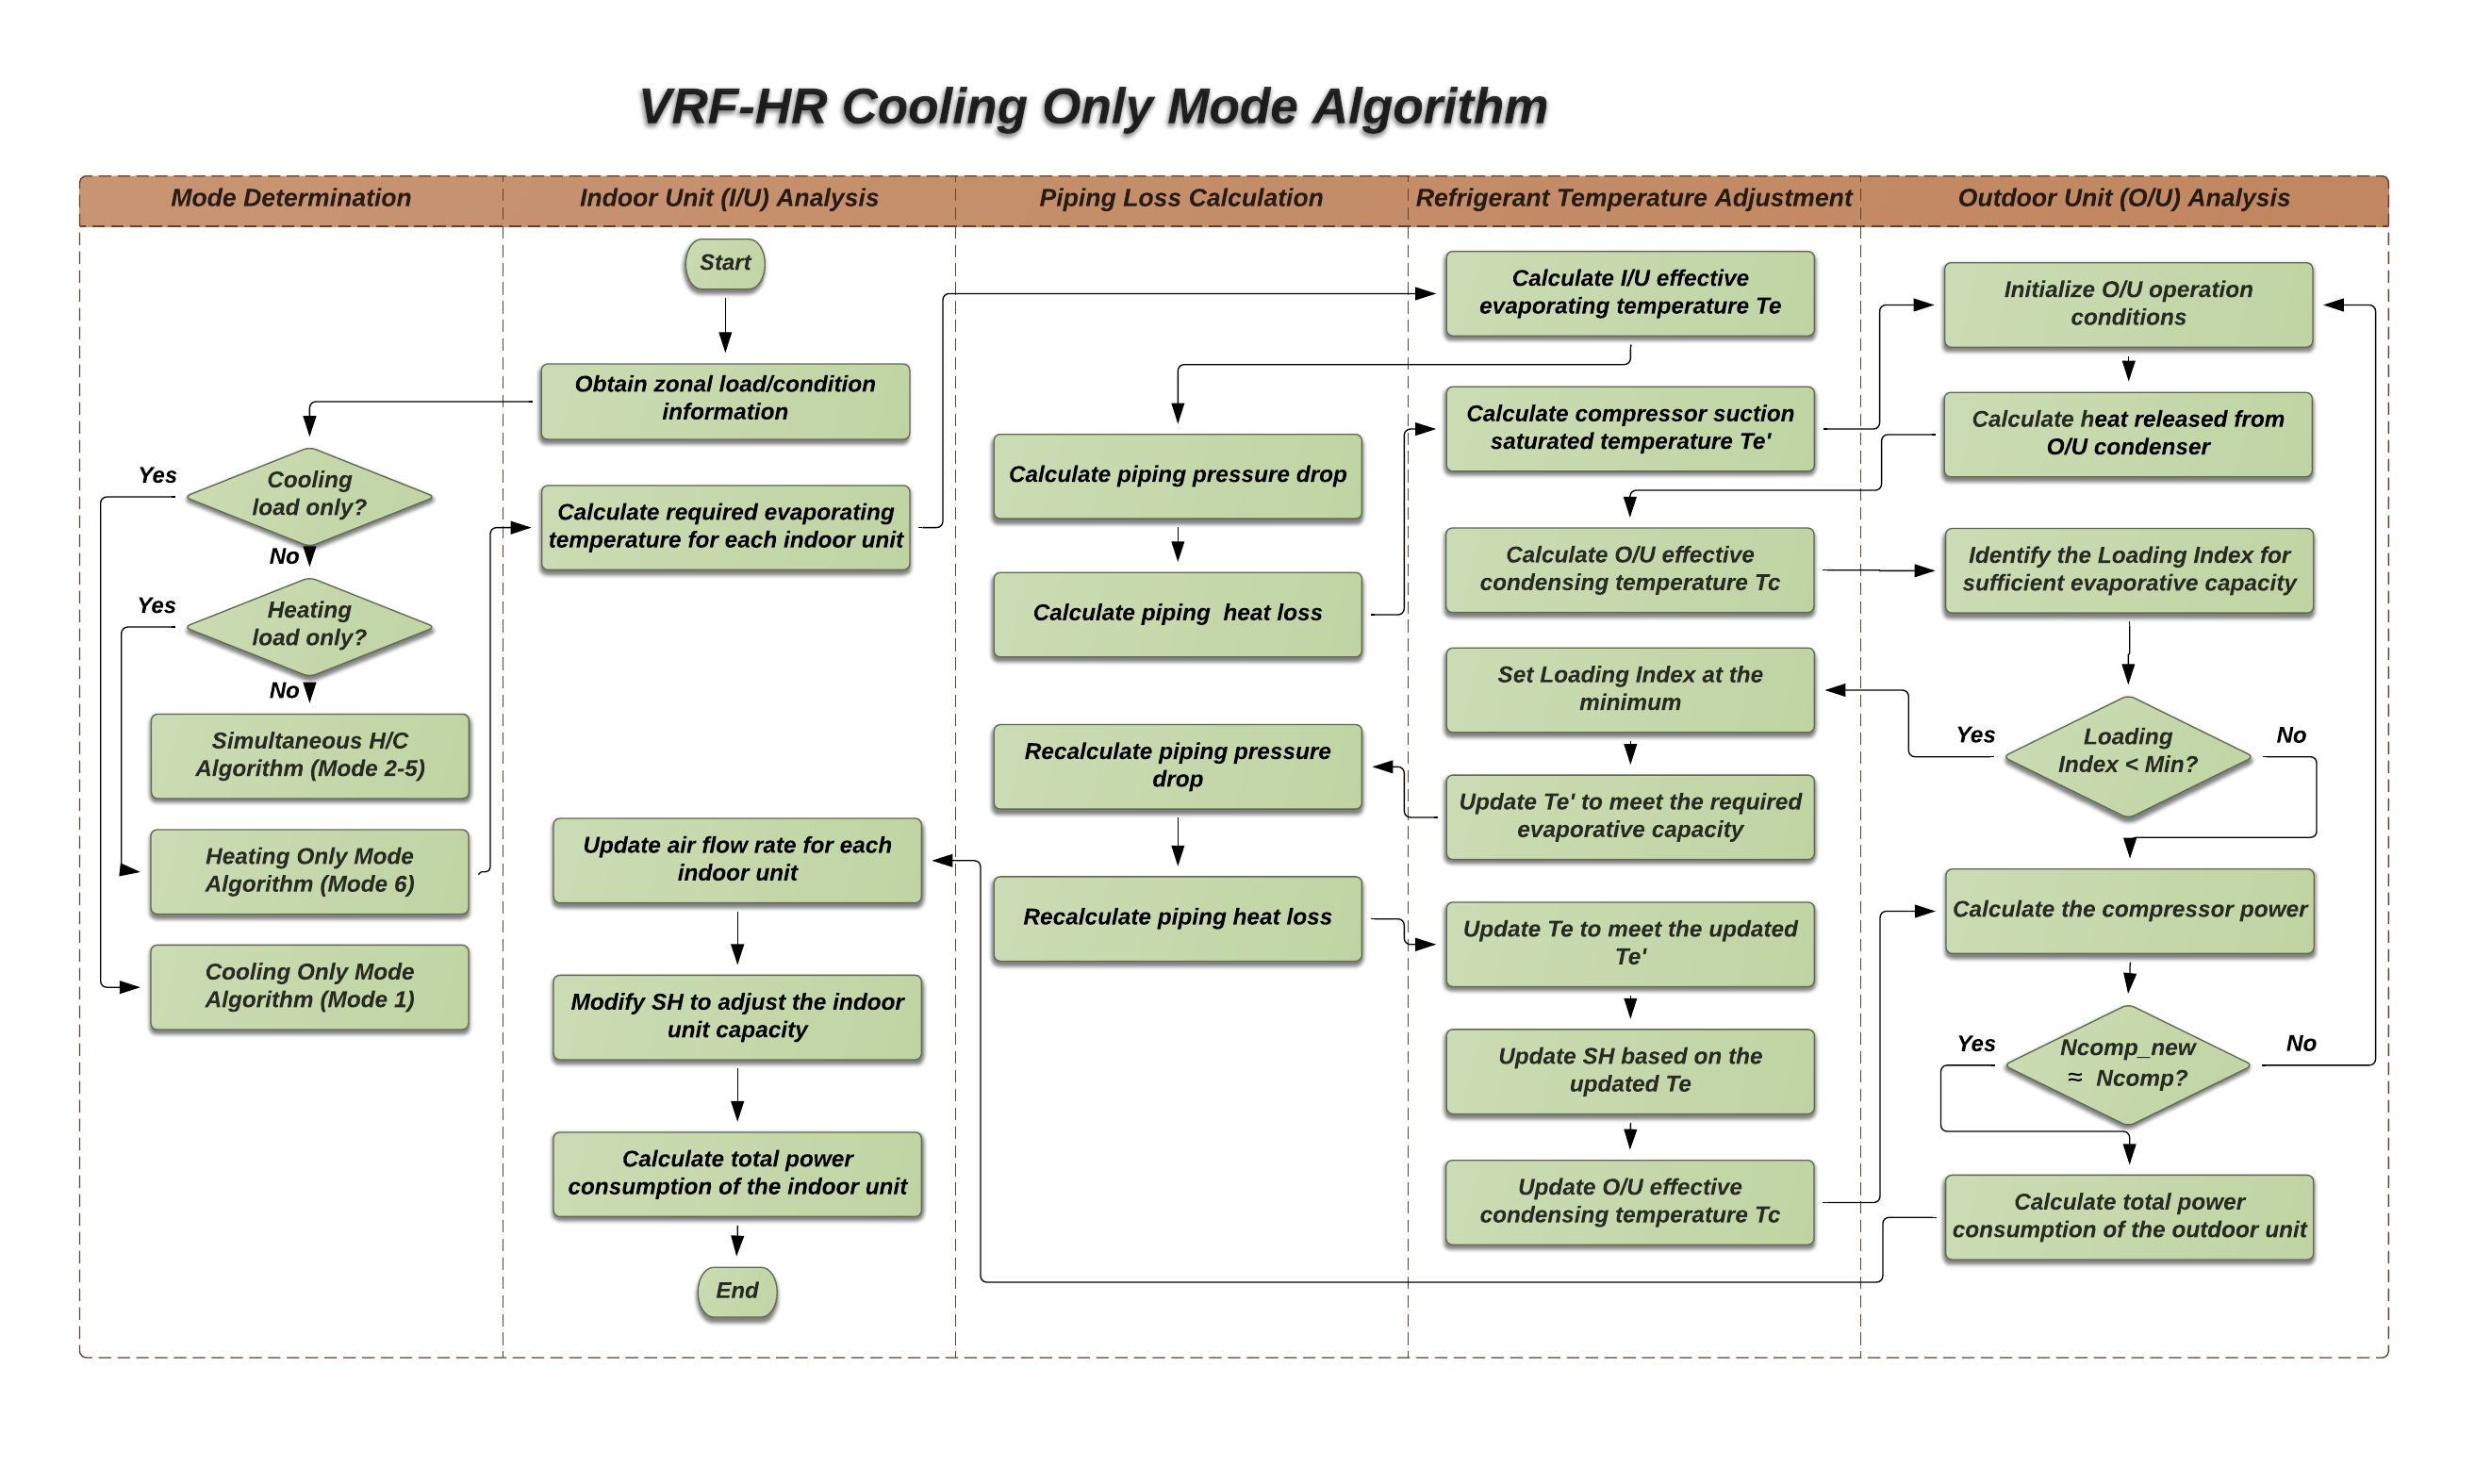 VRF-HR Cooling Only Mode Algorithm
Mode Determination
Indoor Unit (I/U) Analysis
Piping Loss Calculation
Refrigerant Temperature Adjustment
Outdoor Unit (O/U) Analysis
Cooling
load only?
Yes
No
Heating
load only?
Yes
No
Simultaneous H/C
Algorithm (Mode 2-5)
Heating Only Mode
Algorithm (Mode 6)
Cooling Only Mode
Algorithm (Mode 1)
Start
Obtain zonal load/condition
information
Calculate required evaporating
temperature for each indoor unit
Update air flow rate for each
indoor unit
Modify SH to adjust the indoor
unit capacity
Calculate total power
consumption of the indoor unit
End
Calculate piping pressure drop
Calculate piping  heat loss
Recalculate piping pressure
drop
Recalculate piping heat loss
Calculate I/U effective
evaporating temperature Te
Calculate compressor suction
saturated temperature Te'
Calculate O/U effective
condensing temperature Tc
Set Loading Index at the
minimum
Update Te' to meet the required
evaporative capacity
Update Te to meet the updated
Te'
Update SH based on the
updated Te
Update O/U effective
condensing temperature Tc
Initialize O/U operation
conditions
Calculate heat released from
O/U condenser
Identify the Loading Index for
sufficient evaporative capacity
Yes
Loading
Index < Min?
No
Calculate the compressor power
Yes
Ncomp_new
≈ Ncomp?
No
Calculate total power
consumption of the outdoor unit